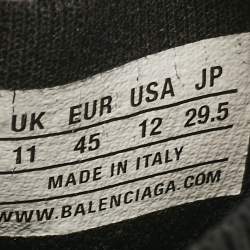 UK EUR USA JP
11 45 12 29.5
MADE IN ITALY
WWW.BALENCIAGA.COM